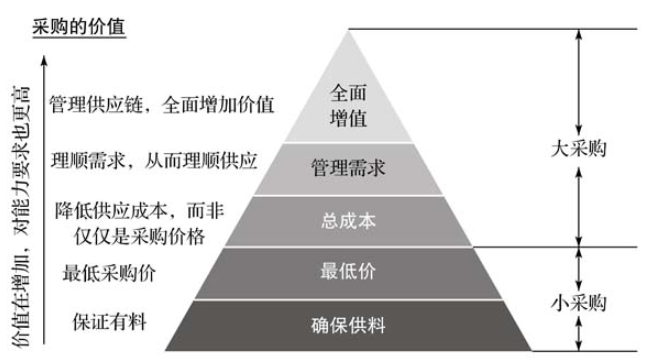 采购的价值
价值在增加，对能力要求也更高
管理供应链，全面增加价值
全面
增值
理顺需求，从而理顺供应
管理需求
大采购
降低供应成本，而非
仅仅是采购价格
总成本
最低采购价
最低价
小采购
保证有料
确保供料